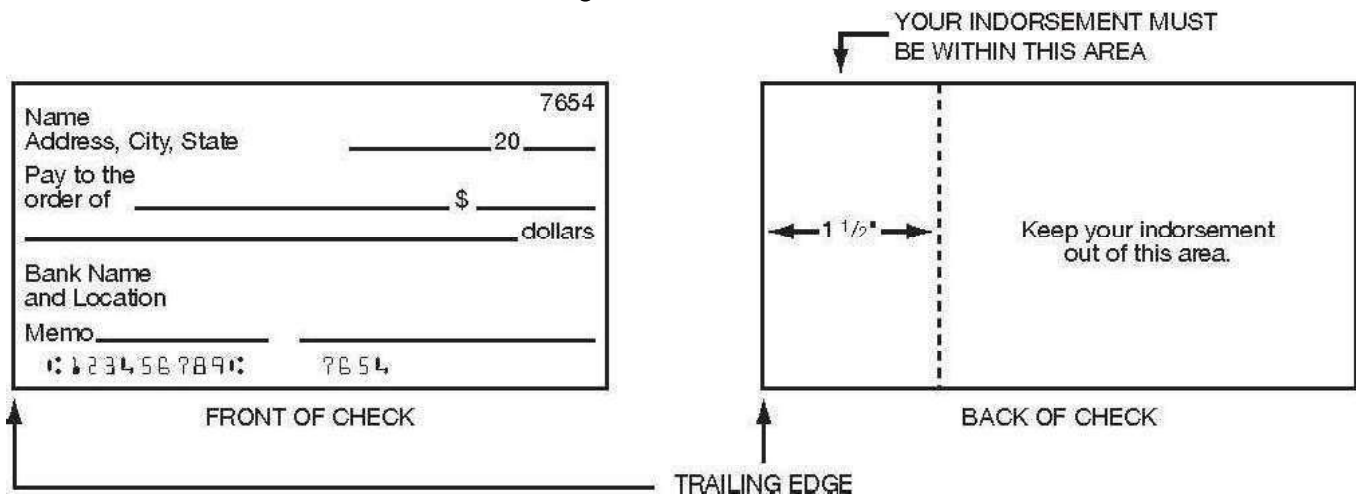 YOUR INDORSEMENT MUST
BE WITHIN THIS AREA
7654
Name
Address, City, State 20
Pay to the
order of $
dollars
Bank Name
and Location
Memo
⑆123456789⑆ 7654
FRONT OF CHECK
1 1/2"
Keep your indorsement
out of this area.
BACK OF CHECK
TRAILING EDGE